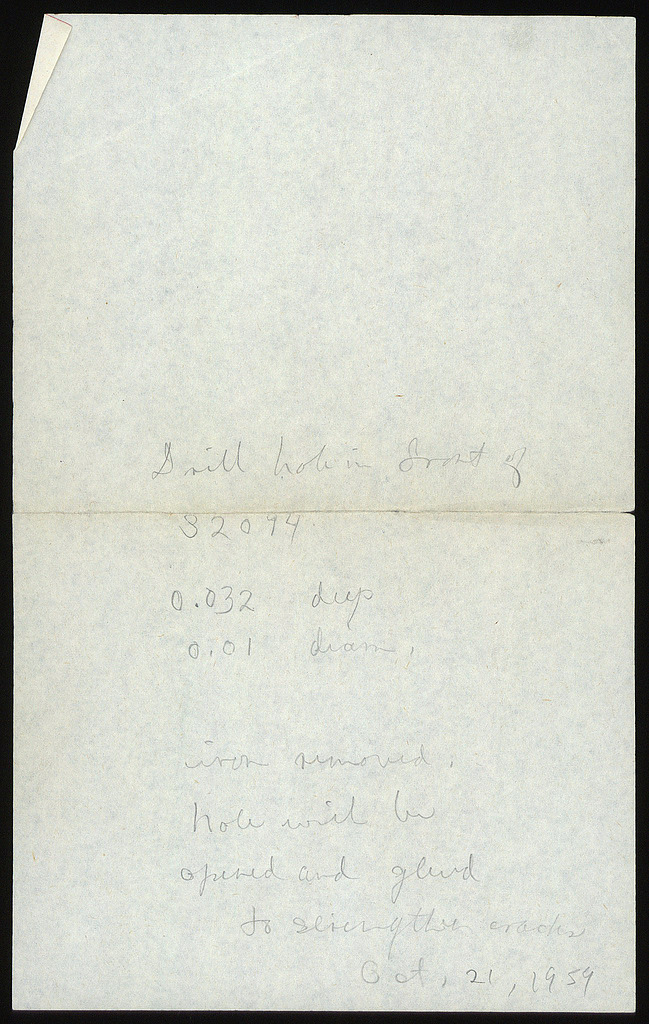 Drill hole in front of
S2094
0.032 deep
0.01 diam.
iron removed.
hole will be
opened and glued
to strengthen cracks
Oct, 21, 1959